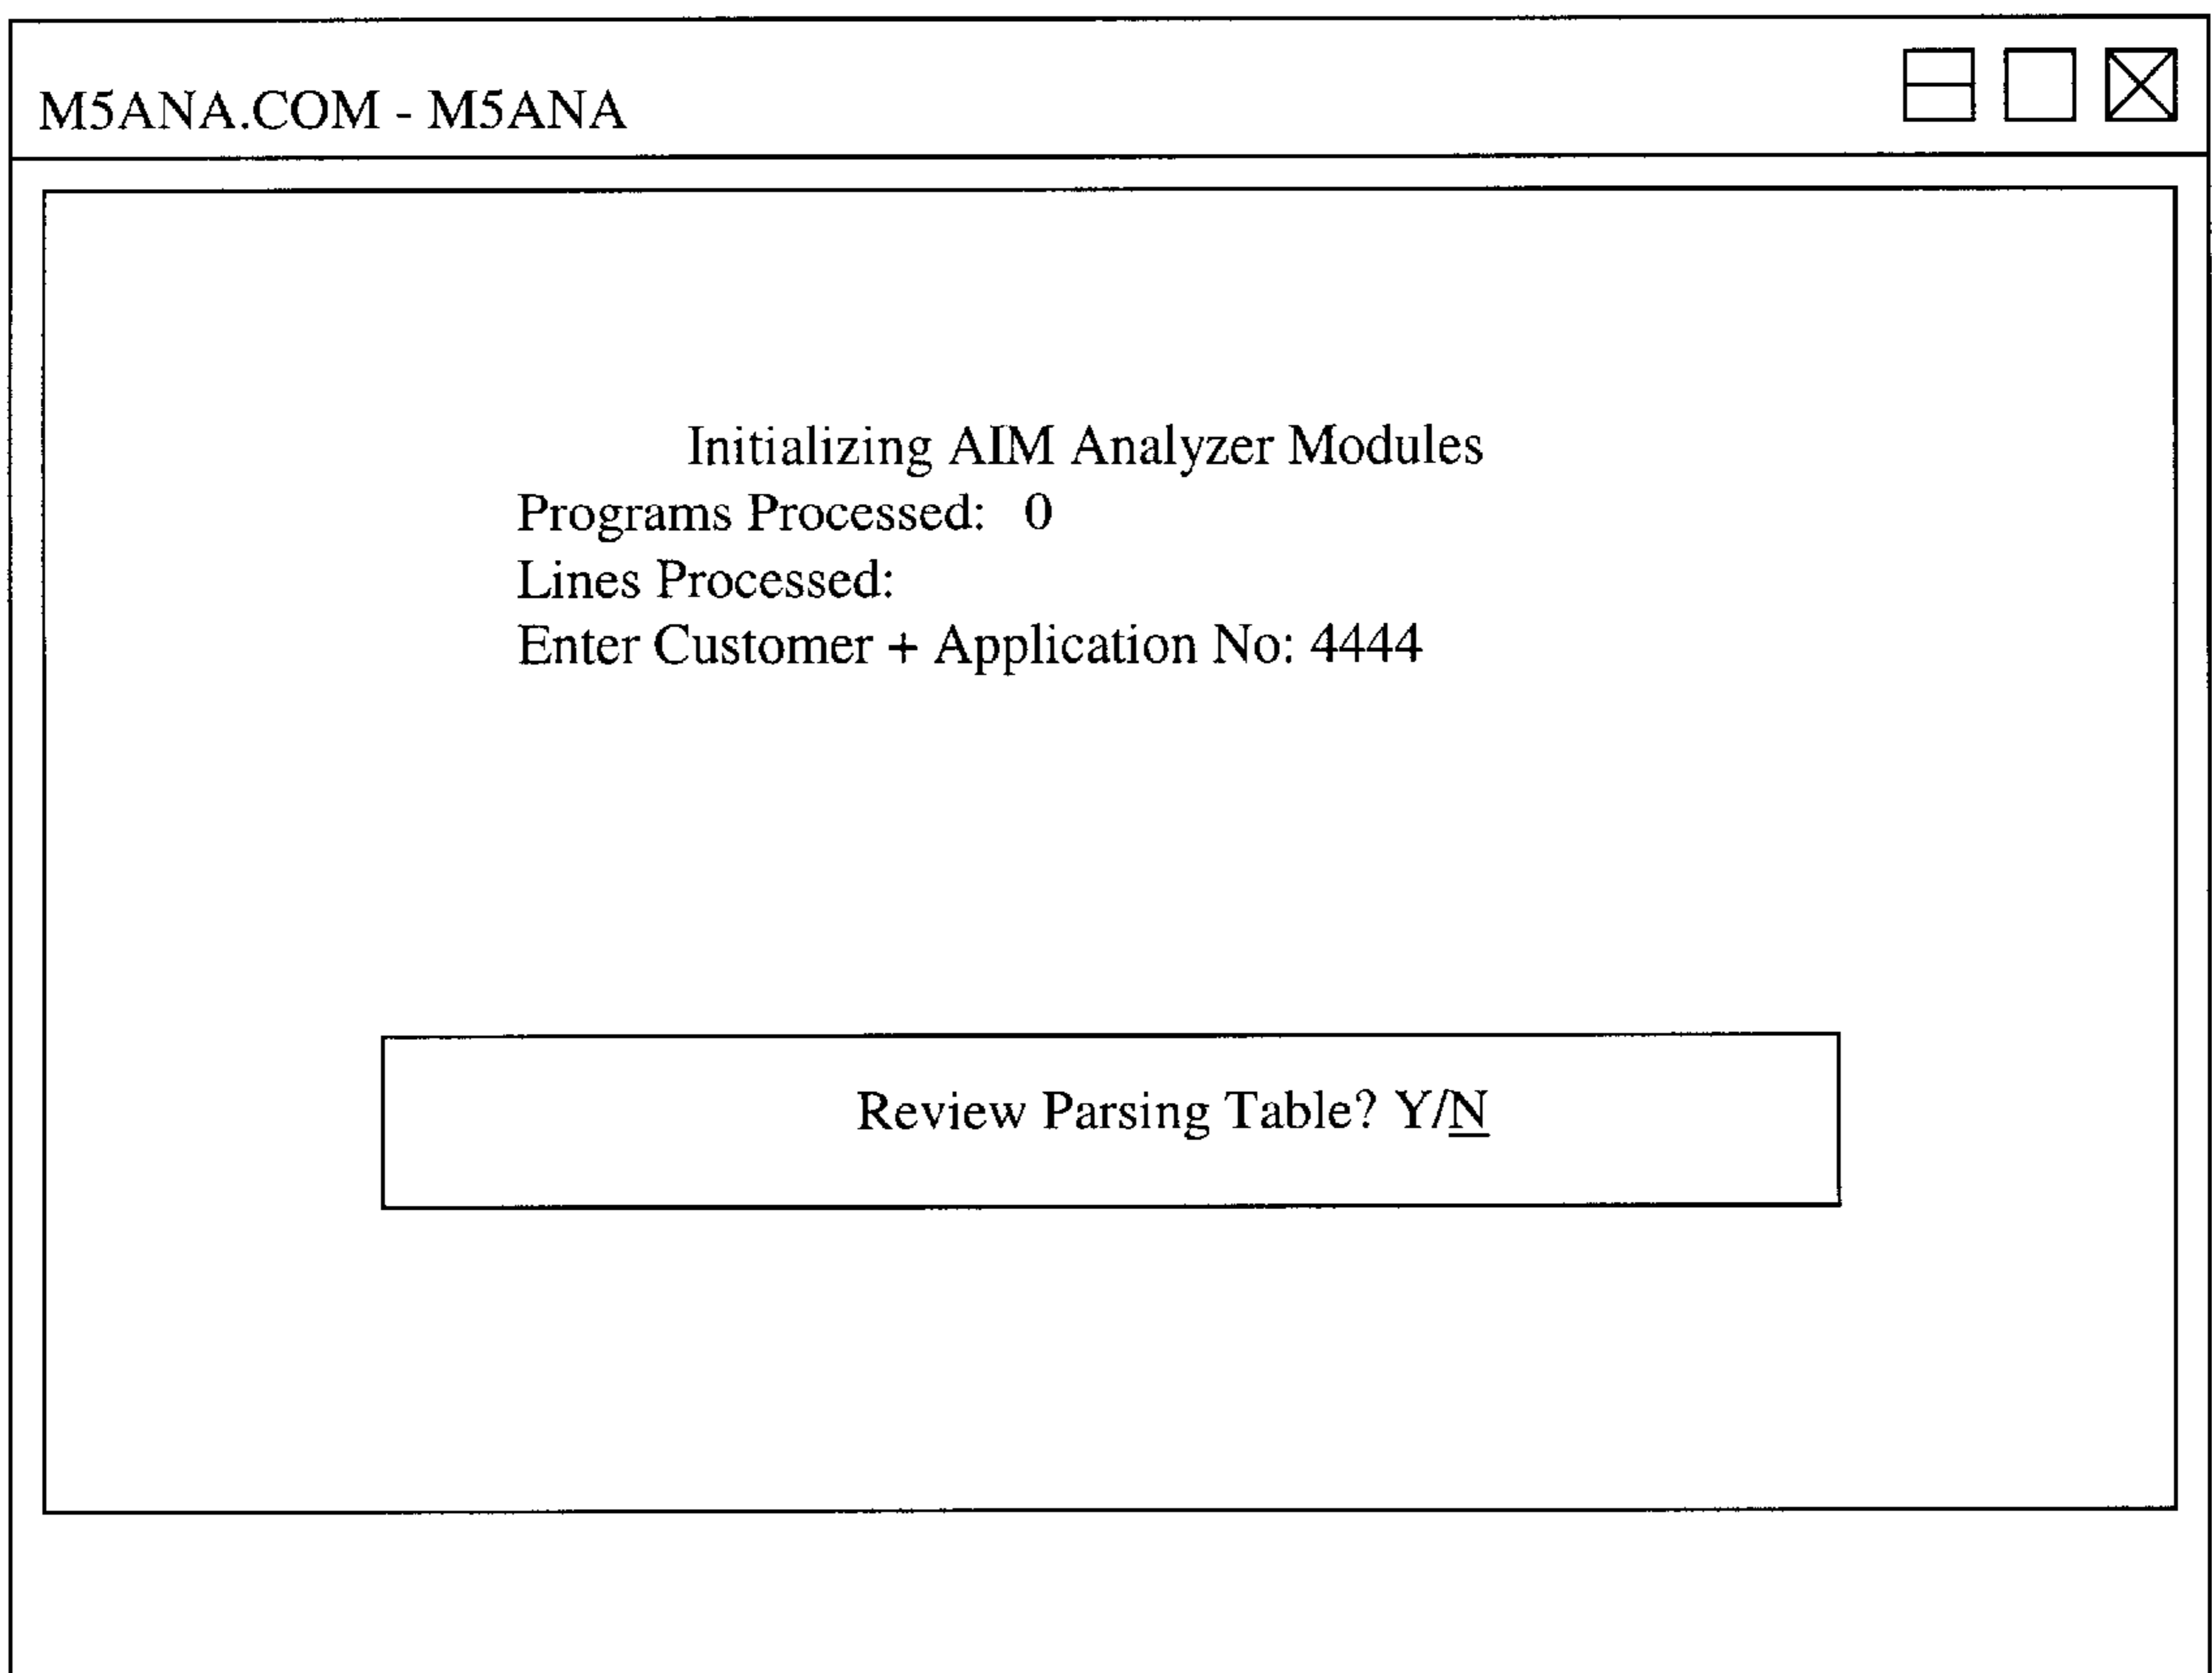 M5ANA.COM - M5ANA
Initializing AIM Analyzer Modules
Programs Processed: 0
Lines Processed:
Enter Customer + Application No: 4444
Review Parsing Table? Y/N